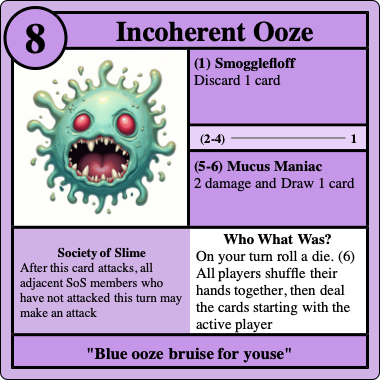 8
Incoherent Ooze
(1) Smogglefloff
Discard 1 card
(2-4) 1
(5-6) Mucus Maniac
2 damage and Draw 1 card
Society of Slime
After this card attacks, all
adjacent SoS members who
have not attacked this turn may
make an attack
Who What Was?
On your turn roll a die. (6)
All players shuffle their
hands together, then deal
the cards starting with the
active player
"Blue ooze bruise for youse"